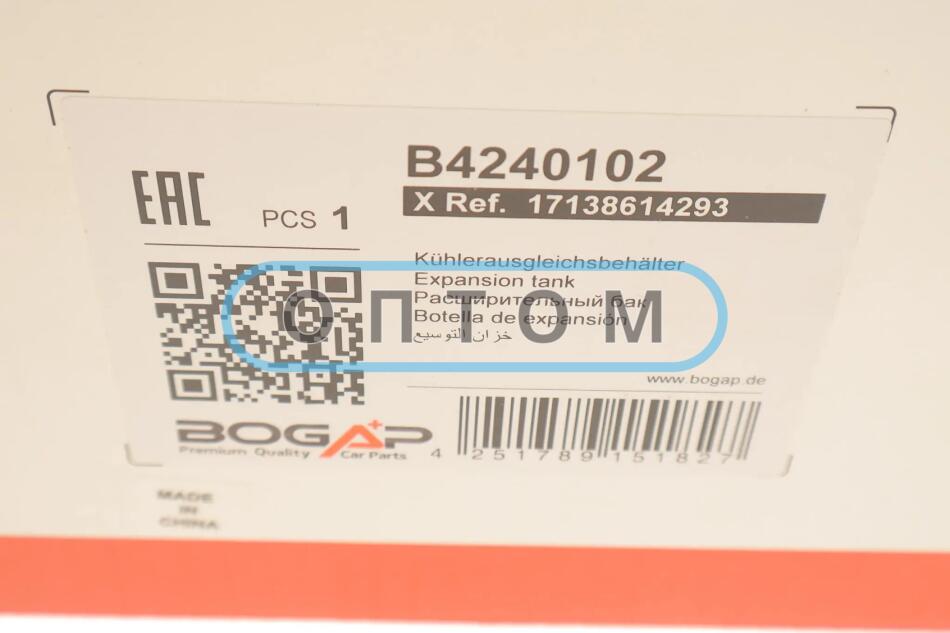 B4240102
EAC
PCS 1
X Ref. 17138614293
Kühlerausgleichsbehälter
Expansion tank
Расширительный бак
Botella de expansión
خزان التوسيع
ОПТОМ
www.bogap.de
BOGAP
Premium Quality Car Parts
4 251789 151827
MADE
IN
CHINA